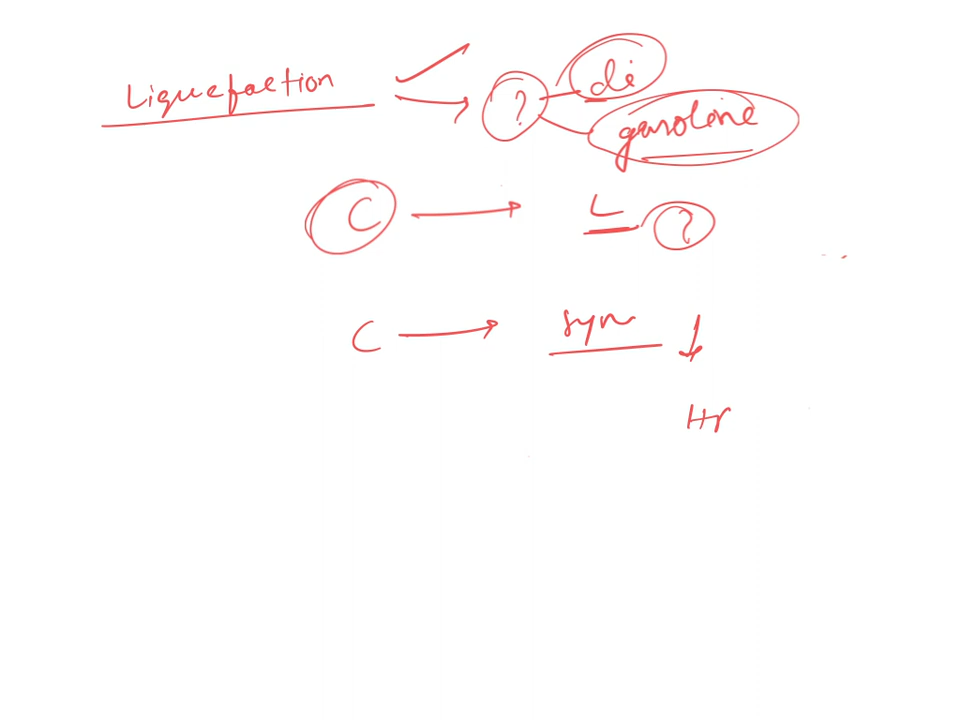 Liquefaction ? di
gasoline
C L ?
C syn
Hr